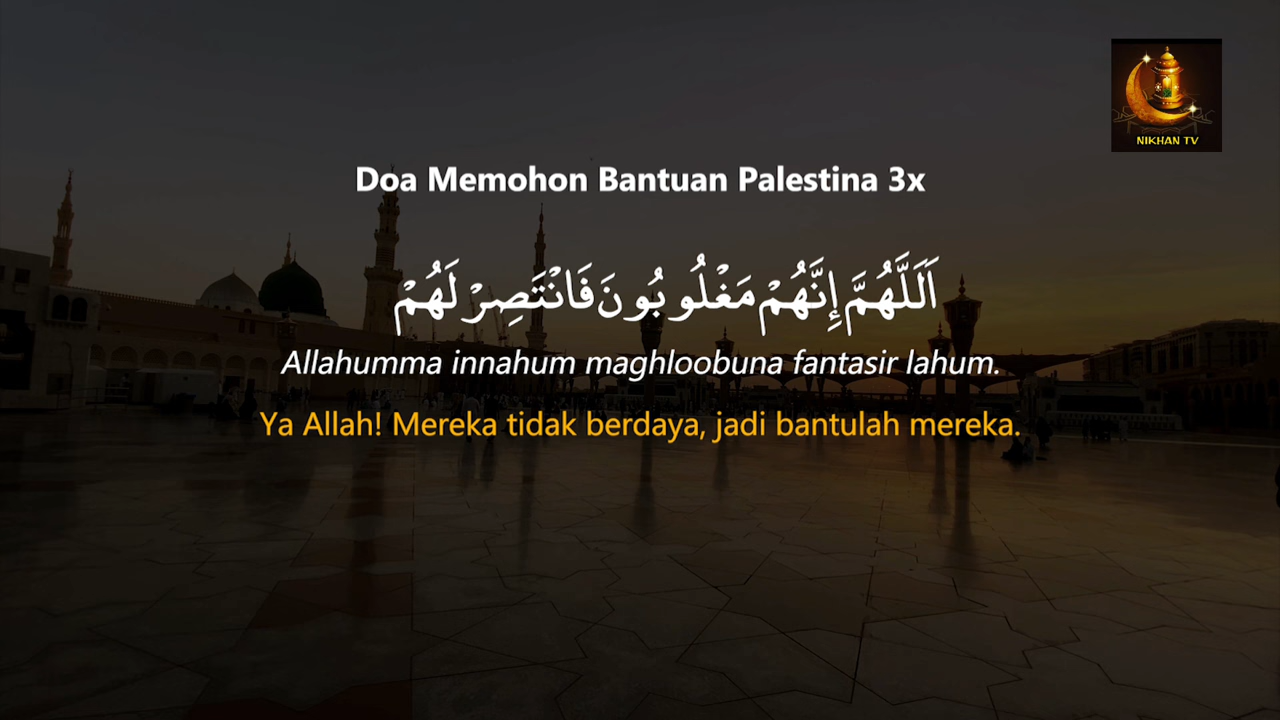 NIKHAN TV
Doa Memohon Bantuan Palestina 3x
اَللَّهُمَّ إِنَّهُمْ مَغْلُوبُونَ فَانْتَصِرْ لَهُمْ
Allahumma innahum maghloobuna fantasir lahum.
Ya Allah! Mereka tidak berdaya, jadi bantulah mereka.